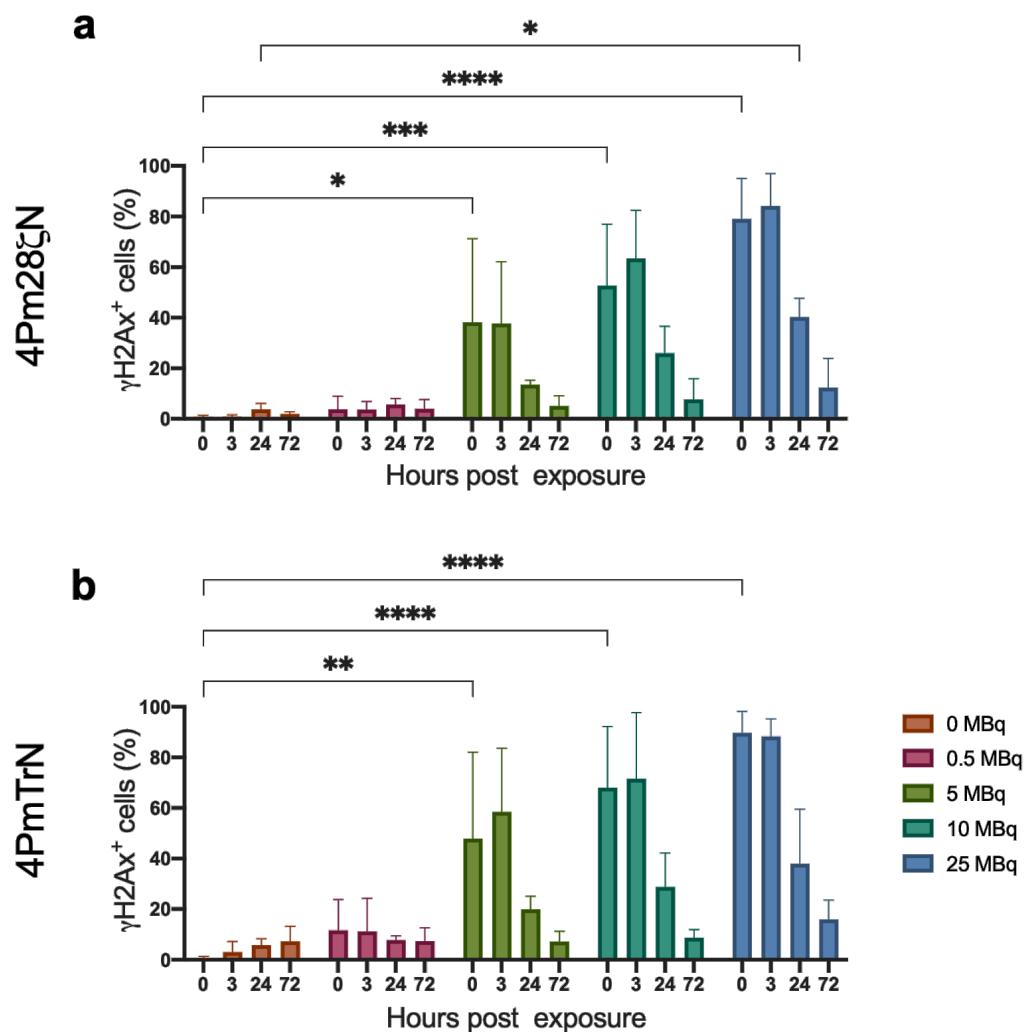 a
*
****
***
*
4Pm28ζN
γH2Ax+ cells (%)
100
80
60
40
20
0
0 3 24 72 0 3 24 72 0 3 24 72 0 3 24 72 0 3 24 72
Hours post exposure
b
****
****
**
4PmTrN
γH2Ax+ cells (%)
100
80
60
40
20
0
0 3 24 72 0 3 24 72 0 3 24 72 0 3 24 72 0 3 24 72
Hours post exposure
0 MBq
0.5 MBq
5 MBq
10 MBq
25 MBq